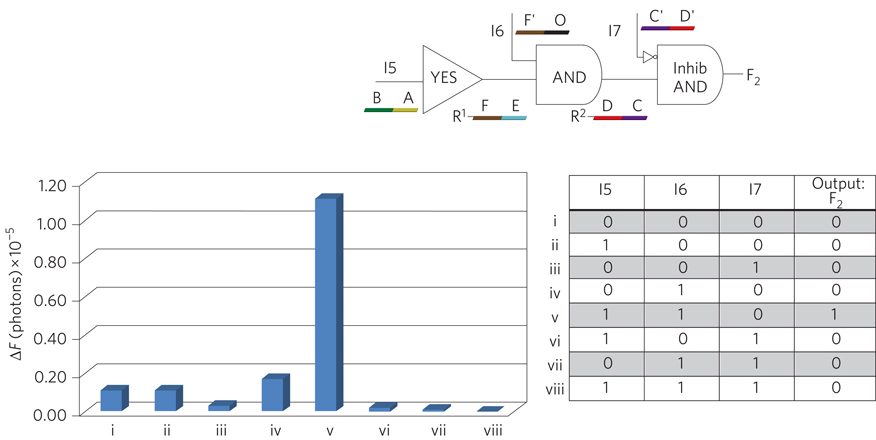 I6 F' O I7 C' D'
I5 YES AND Inhib AND F₂
B A
R¹ F E R² D C
ΔF (photons) ×10⁻⁵
1.20
1.00
0.80
0.60
0.40
0.20
0.00
i ii iii iv v vi vii viii
I5 I6 I7 Output: F₂
i 0 0 0 0
ii 1 0 0 0
iii 0 0 1 0
iv 0 1 0 0
v 1 1 0 1
vi 1 0 1 0
vii 0 1 1 0
viii 1 1 1 0